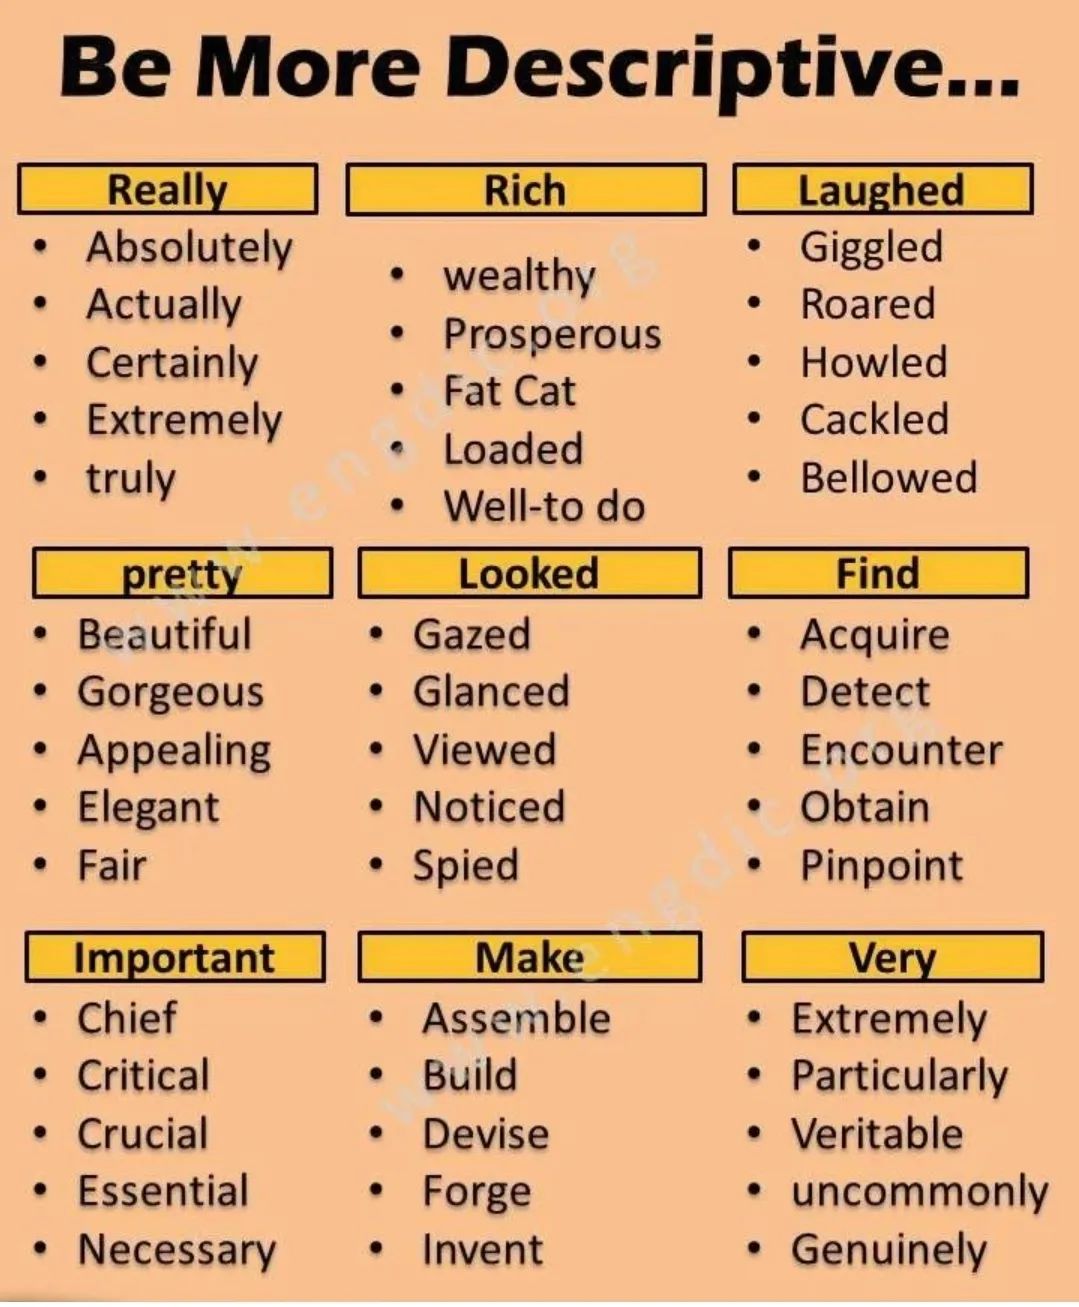 Be More Descriptive...
Really
• Absolutely
• Actually
• Certainly
• Extremely
• truly
Rich
• wealthy
• Prosperous
• Fat Cat
• Loaded
• Well-to do
Laughed
• Giggled
• Roared
• Howled
• Cackled
• Bellowed
pretty
• Beautiful
• Gorgeous
• Appealing
• Elegant
• Fair
Looked
• Gazed
• Glanced
• Viewed
• Noticed
• Spied
Find
• Acquire
• Detect
• Encounter
• Obtain
• Pinpoint
Important
• Chief
• Critical
• Crucial
• Essential
• Necessary
Make
• Assemble
• Build
• Devise
• Forge
• Invent
Very
• Extremely
• Particularly
• Veritable
• uncommonly
• Genuinely
www.engdic.org
www.engdic.org